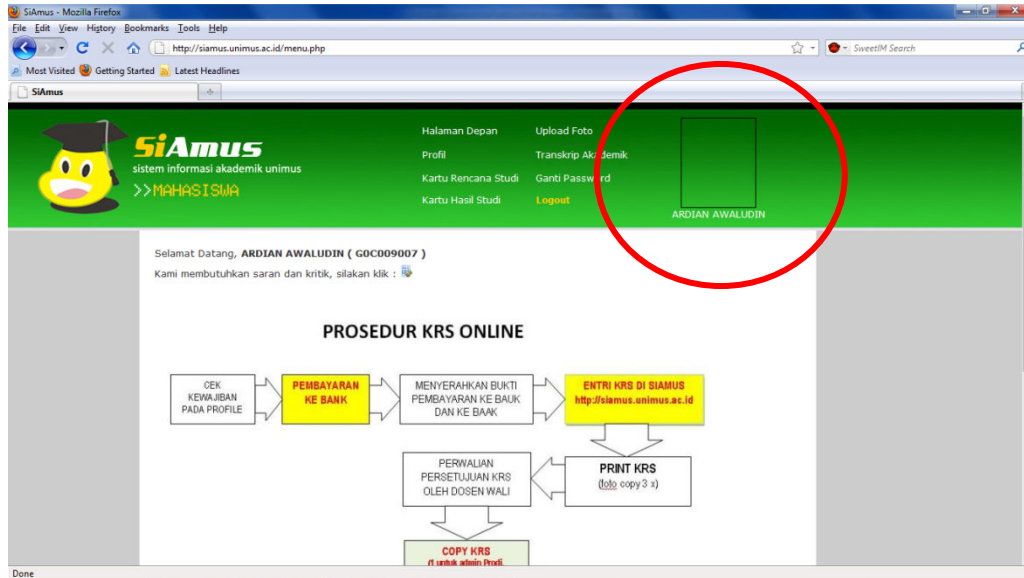 SiAmus - Mozilla Firefox
File Edit View History Bookmarks Tools Help
http://siamus.unimus.ac.id/menu.php
SweetIM Search
Most Visited Getting Started Latest Headlines
SiAmus
SiAmus
sistem informasi akademik unimus
>>MAHASISWA
Halaman Depan Upload Foto
Profil Transkrip Akademik
Kartu Rencana Studi Ganti Password
Kartu Hasil Studi Logout
ARDIAN AWALUDIN
Selamat Datang, ARDIAN AWALUDIN ( G0C009007 )
Kami membutuhkan saran dan kritik, silakan klik :
PROSEDUR KRS ONLINE
CEK
KEWAJIBAN
PADA PROFILE
PEMBAYARAN
KE BANK
MENYERAHKAN BUKTI
PEMBAYARAN KE BAUK
DAN KE BAAK
ENTRI KRS DI SIAMUS
http://siamus.unimus.ac.id
PRINT KRS
(foto copy 3 x)
PERWALIAN
PERSETUJUAN KRS
OLEH DOSEN WALI
COPY KRS
(1 untuk admin Prodi,
Done